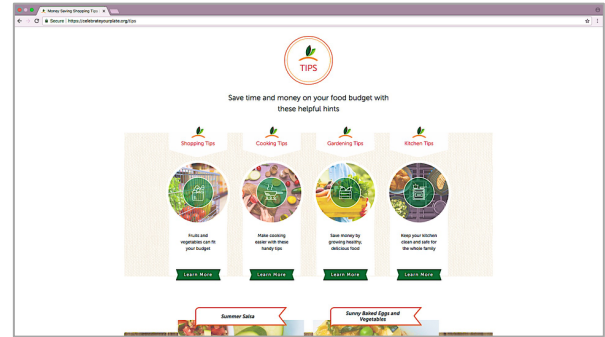 Money Saving Shopping Tips
Secure | https://celebrateyourplate.org/tips
TIPS
Save time and money on your food budget with
these helpful hints
Shopping Tips
Cooking Tips
Gardening Tips
Kitchen Tips
Fruits and
vegetables can fit
your budget
Make cooking
easier with these
handy tips
Save money by
growing healthy,
delicious food
Keep your kitchen
clean and safe for
the whole family
Learn More
Learn More
Learn More
Learn More
Summer Salsa
Sunny Baked Eggs and
Vegetables